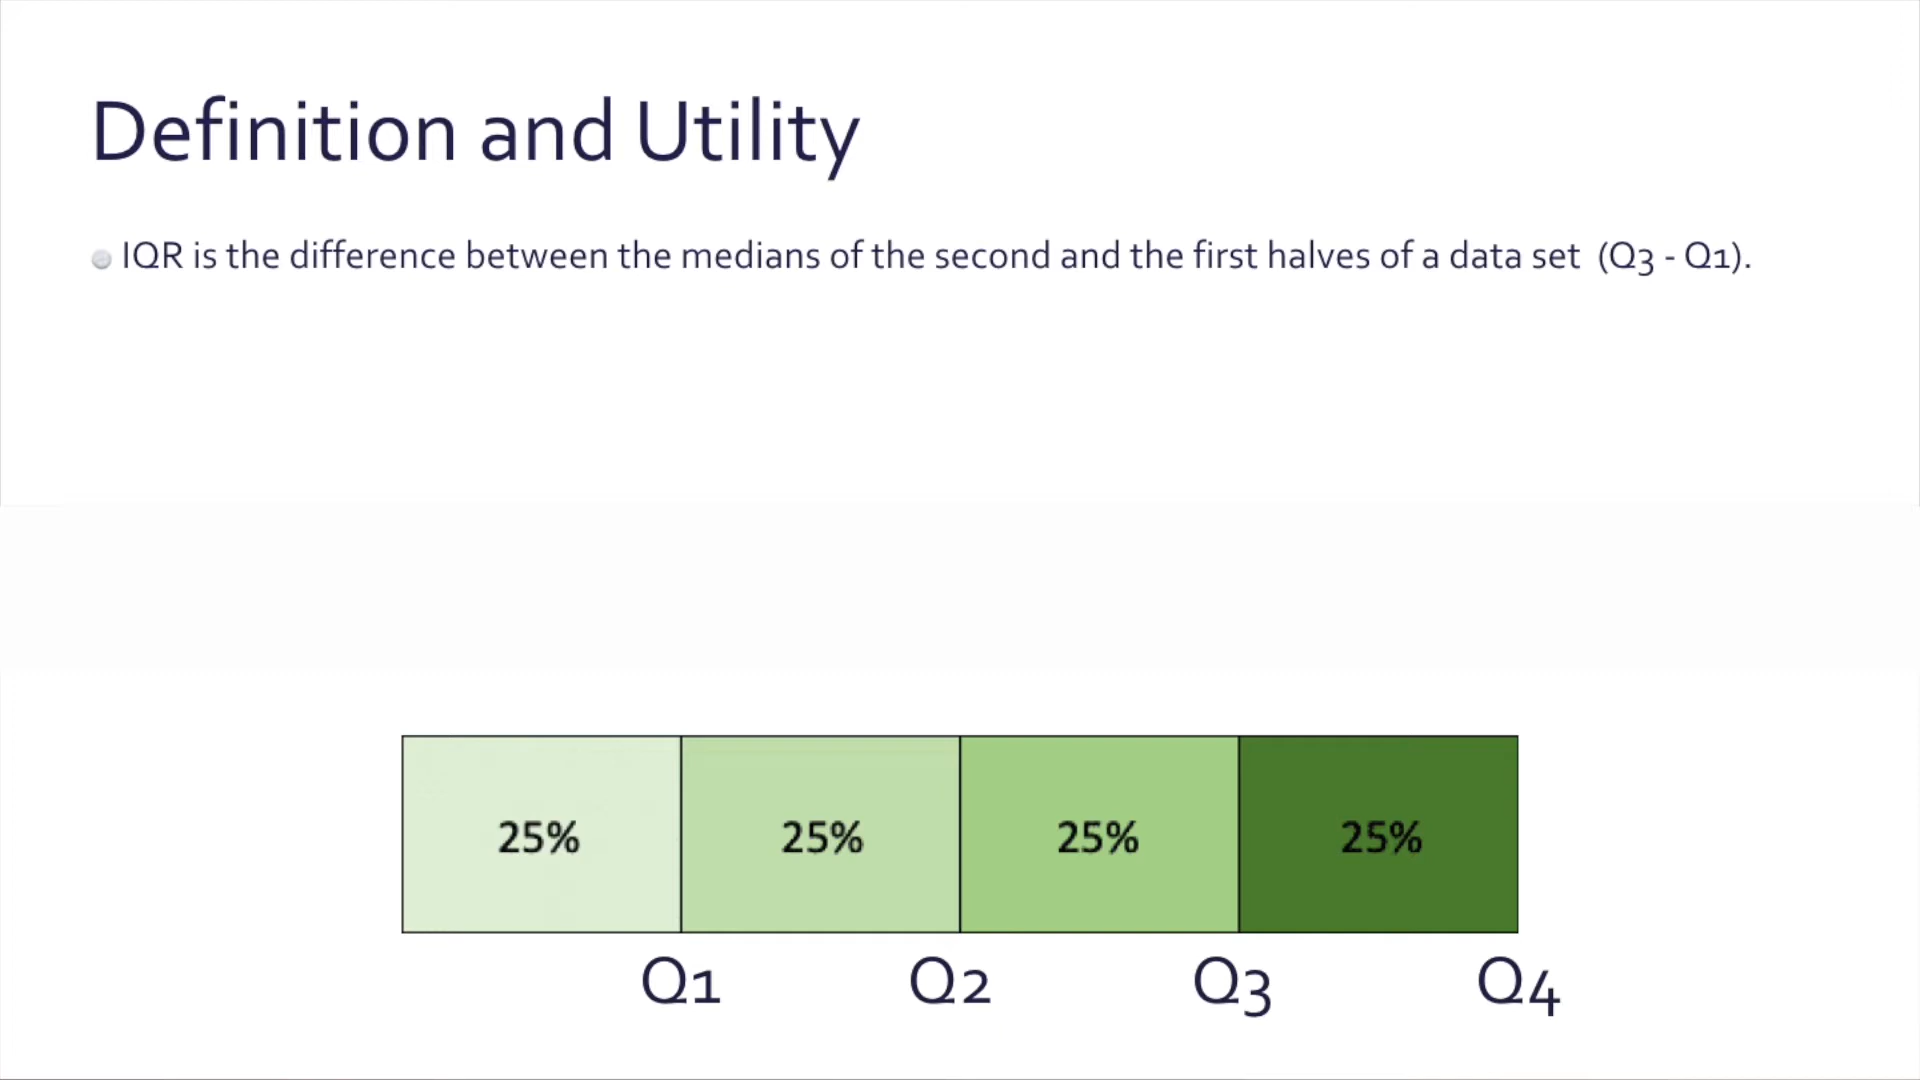 Definition and Utility
IQR is the difference between the medians of the second and the first halves of a data set (Q3 - Q1).
25% 25% 25% 25%
Q1 Q2 Q3 Q4